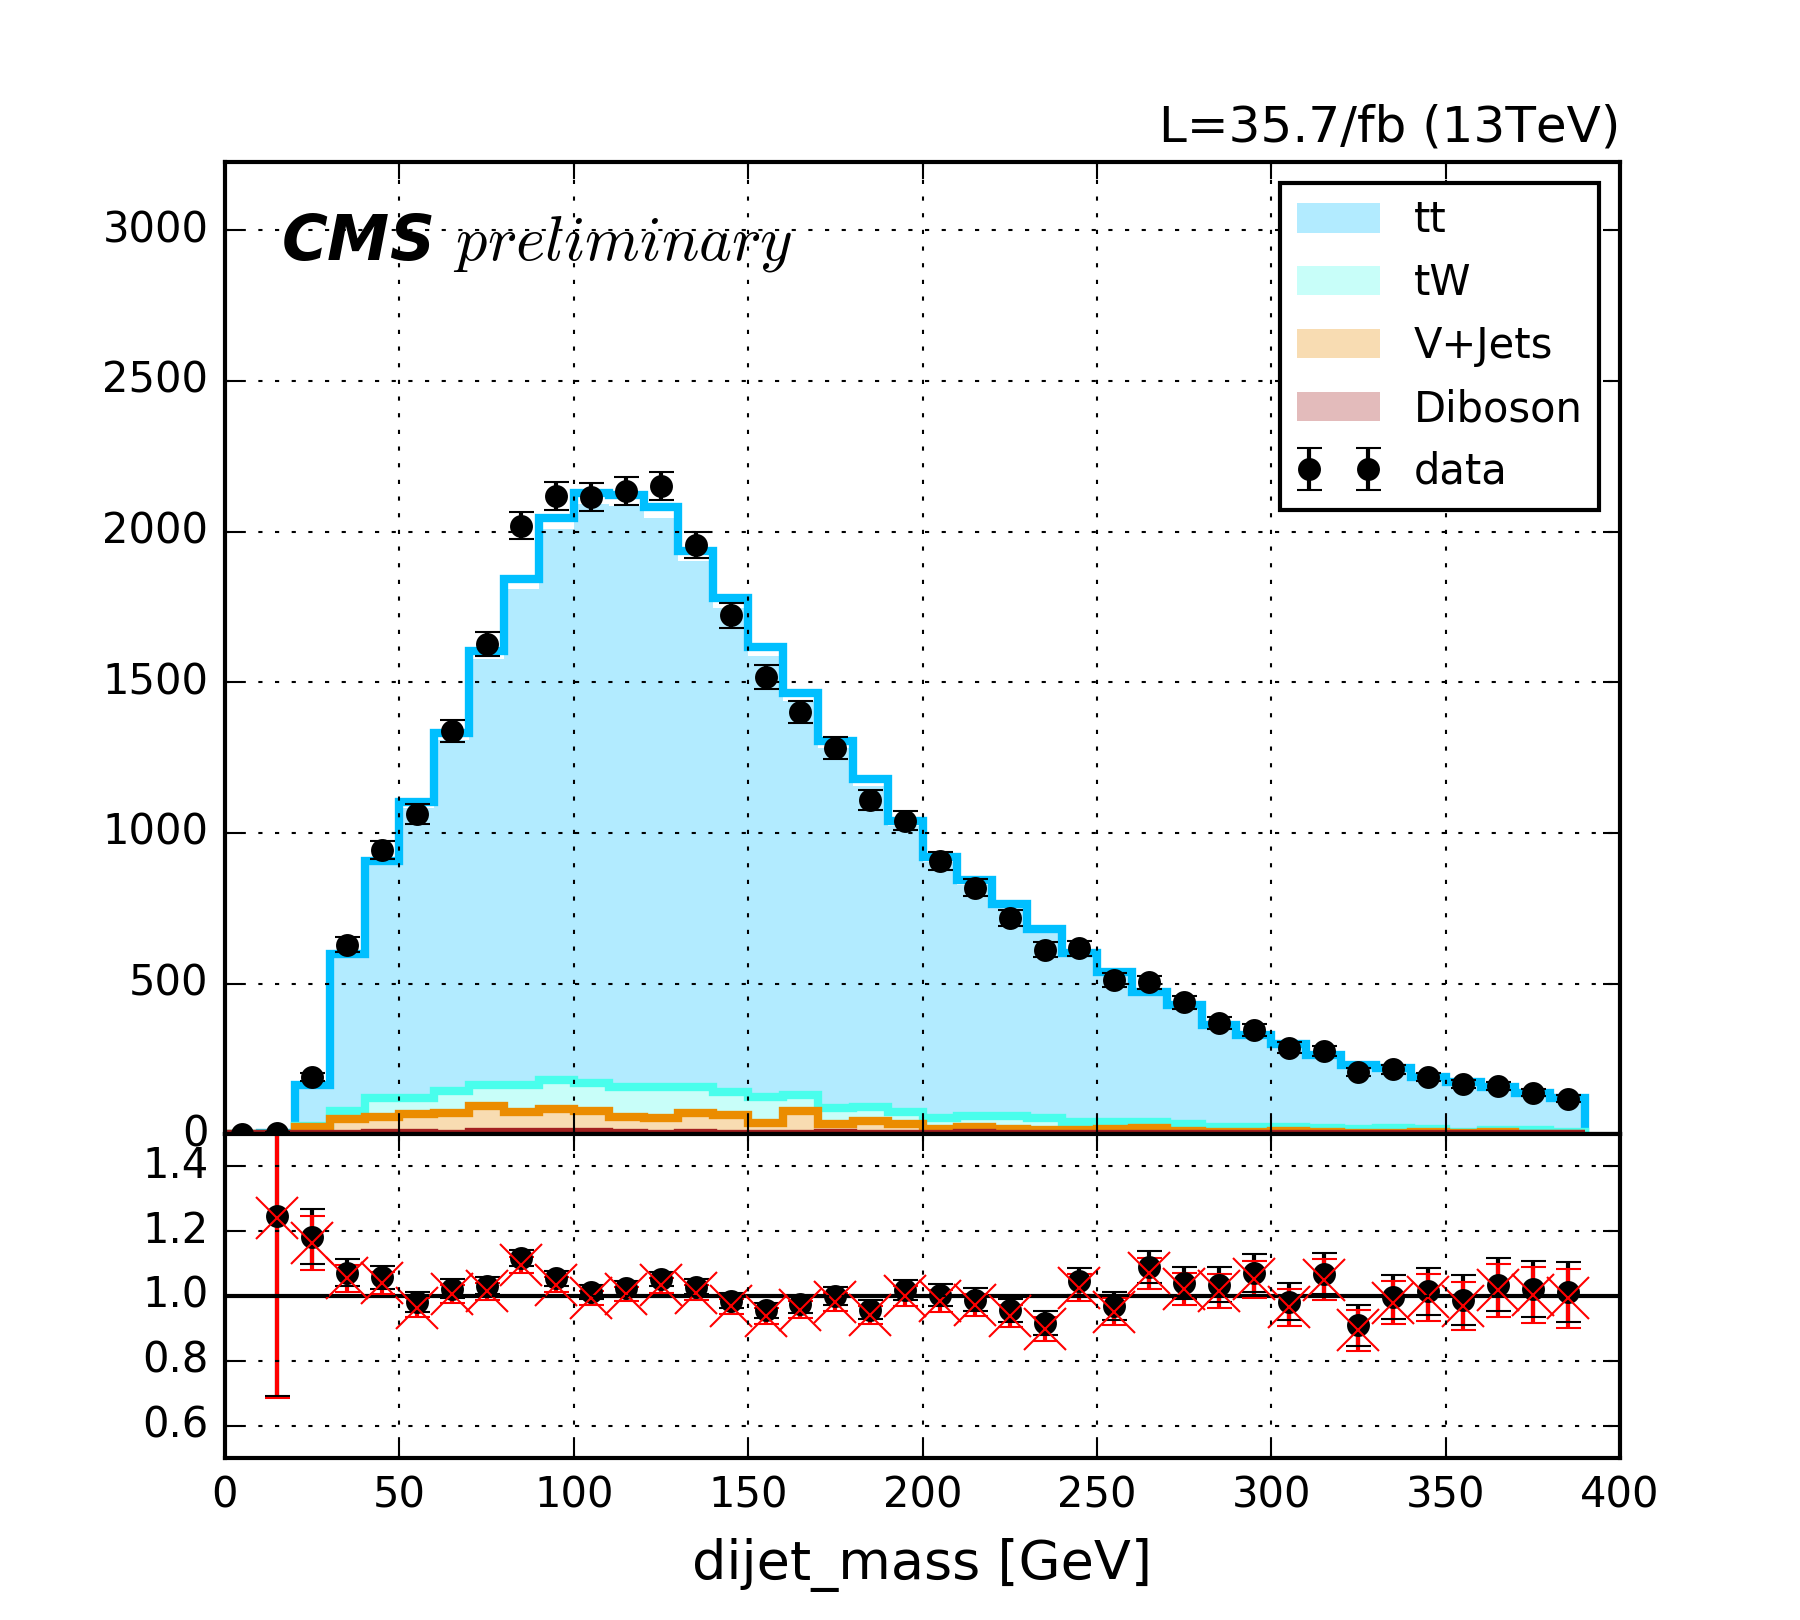 L=35.7/fb (13TeV)
CMS preliminary
3000
2500
2000
1500
1000
500
0
tt
tW
V+Jets
Diboson
data
1.4
1.2
1.0
0.8
0.6
0 50 100 150 200 250 300 350 400
dijet_mass [GeV]